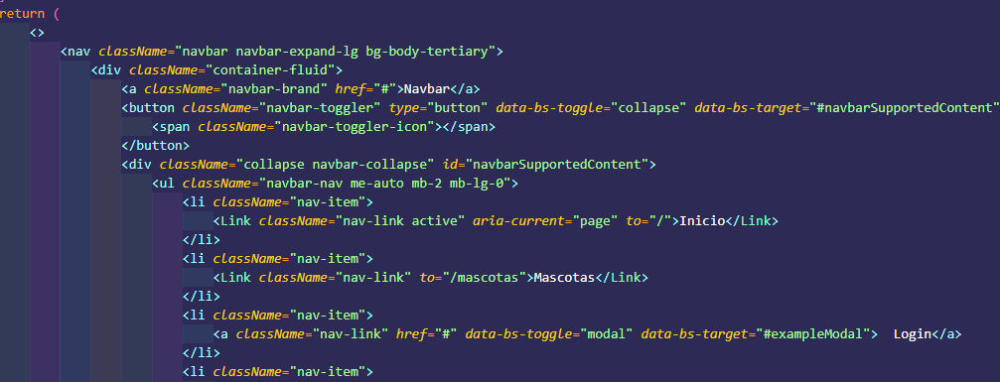 return (
<>
<nav className="navbar navbar-expand-lg bg-body-tertiary">
<div className="container-fluid">
<a className="navbar-brand" href="#">Navbar</a>
<button className="navbar-toggler" type="button" data-bs-toggle="collapse" data-bs-target="#navbarSupportedContent"
<span className="navbar-toggler-icon"></span>
</button>
<div className="collapse navbar-collapse" id="navbarSupportedContent">
<ul className="navbar-nav me-auto mb-2 mb-lg-0">
<li className="nav-item">
<Link className="nav-link active" aria-current="page" to="/">Inicio</Link>
</li>
<li className="nav-item">
<Link className="nav-link" to="/mascotas">Mascotas</Link>
</li>
<li className="nav-item">
<a className="nav-link" href="#" data-bs-toggle="modal" data-bs-target="#exampleModal">  Login</a>
</li>
<li className="nav-item">